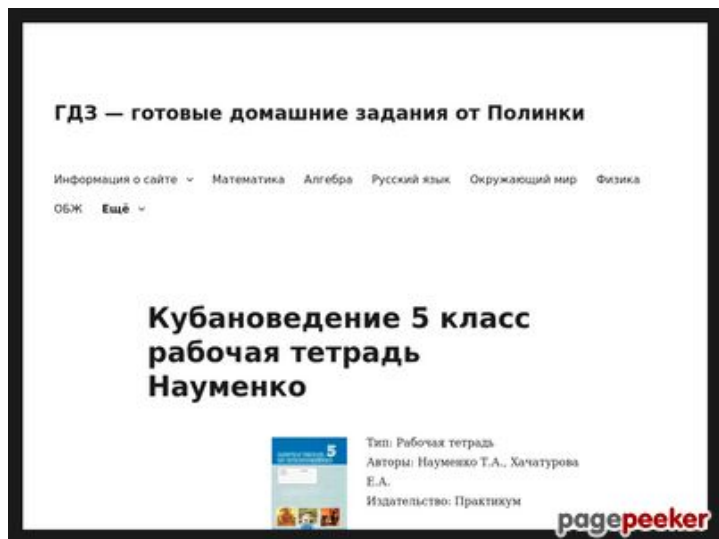 ГДЗ — готовые домашние задания от Полинки
Информация о сайте Математика Алгебра Русский язык Окружающий мир Физика
ОБЖ Ещё
Кубановедение 5 класс
рабочая тетрадь
Науменко
Тип: Рабочая тетрадь
Авторы: Науменко Т.А., Хачатурова
Е.А.
Издательство: Практикум
5
pagepeeker